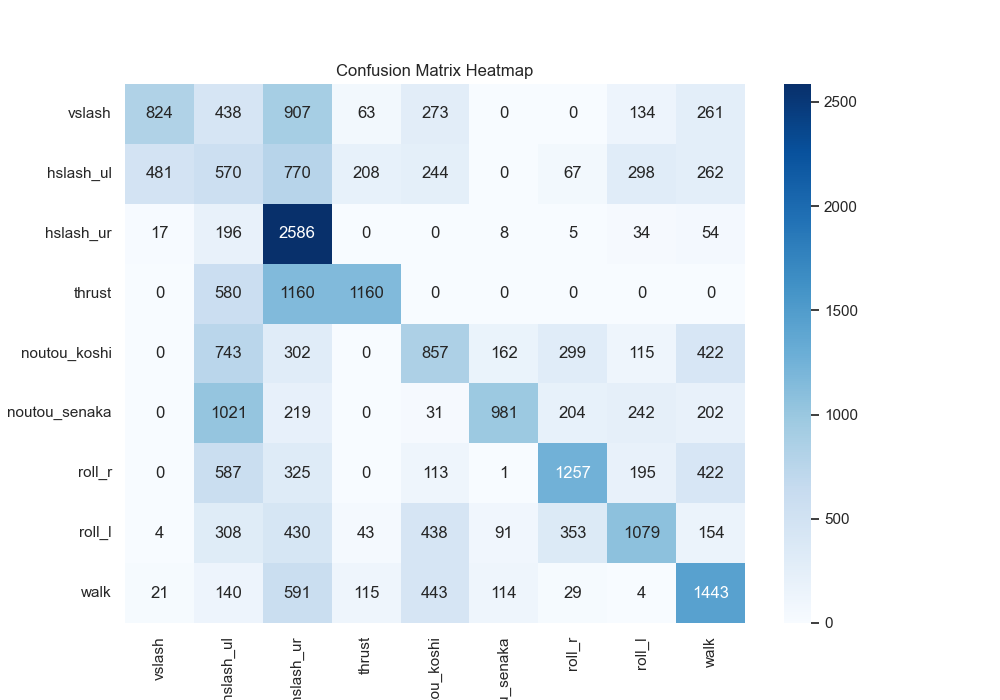 Confusion Matrix Heatmap
vslash 824 438 907 63 273 0 0 134 261
hslash_ul 481 570 770 208 244 0 67 298 262
hslash_ur 17 196 2586 0 0 8 5 34 54
thrust 0 580 1160 1160 0 0 0 0 0
noutou_koshi 0 743 302 0 857 162 299 115 422
noutou_senaka 0 1021 219 0 31 981 204 242 202
roll_r 0 587 325 0 113 1 1257 195 422
roll_l 4 308 430 43 438 91 353 1079 154
walk 21 140 591 115 443 114 29 4 1443
vslash hslash_ul hslash_ur thrust ou_koshi u_senaka roll_r roll_l walk
2500
2000
1500
1000
500
0